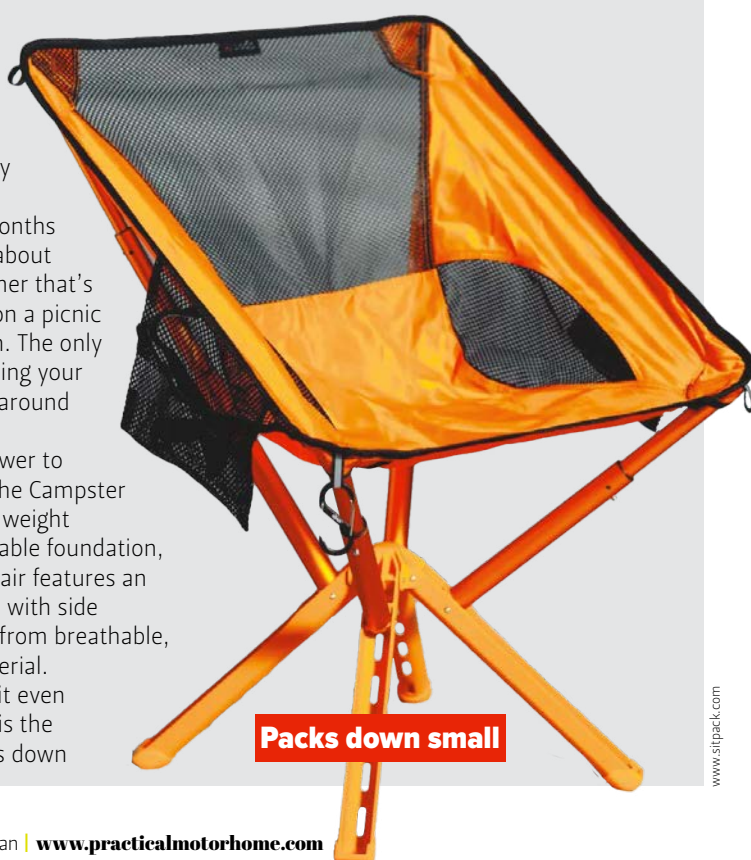 y
onths
about
her that's
on a picnic
n. The only
ing your
around
wer to
he Campster
weight
able foundation,
air features an
with side
from breathable,
erial.
it even
is the
s down
Packs down small
www.sitpack.com
an | www.practicalmotorhome.com